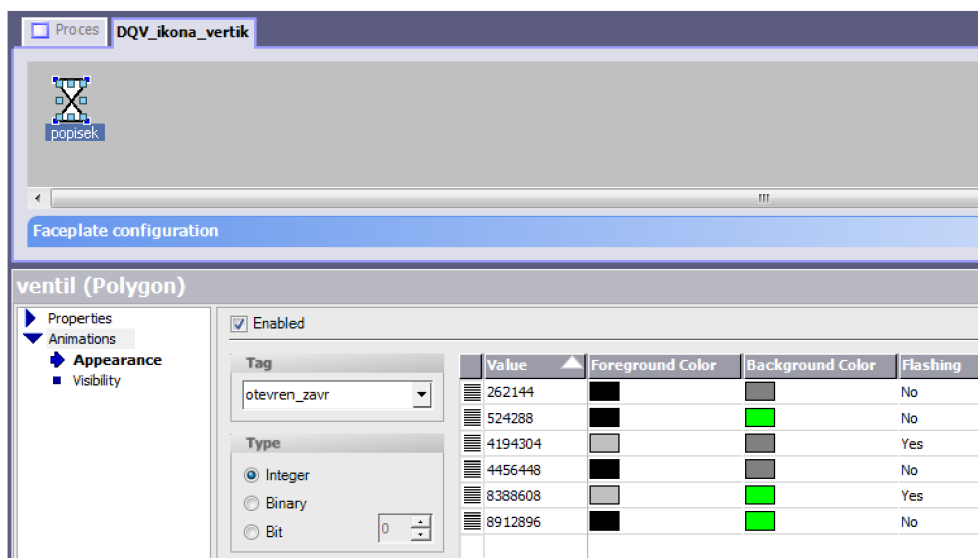 Proces DQV_ikona_vertik
popisek
Faceplate configuration
ventil (Polygon)
Properties
Animations
Appearance
Visibility
Enabled
Tag
otevren_zavr
Type
Integer
Binary
Bit 0
Value Foreground Color Background Color Flashing
262144 No
524288 No
4194304 Yes
4456448 No
8388608 Yes
8912896 No